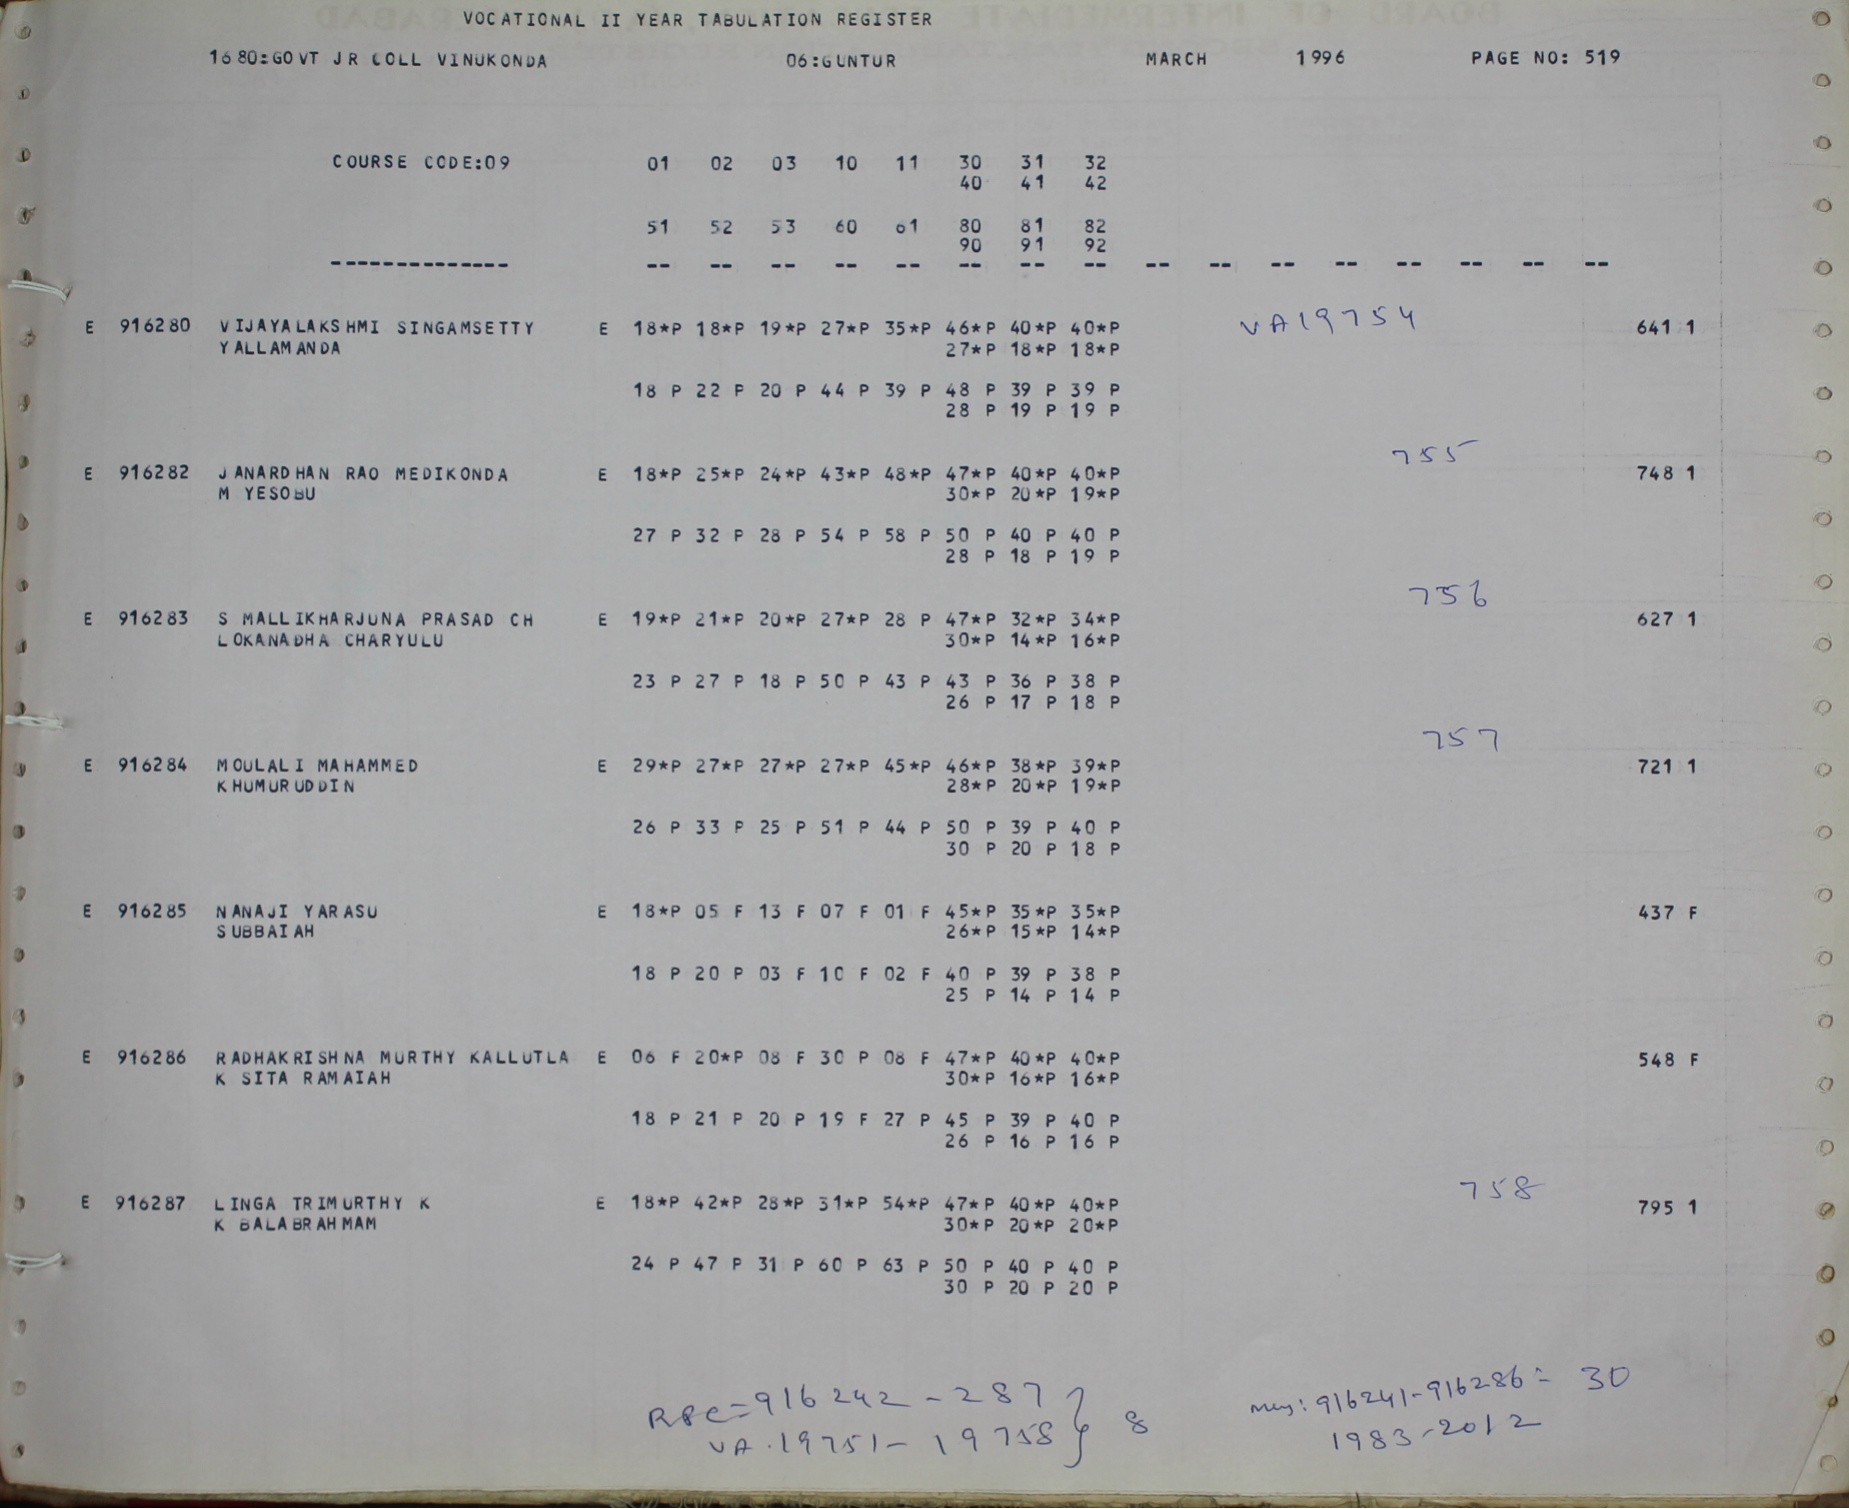 VOCATIONAL II YEAR TABULATION REGISTER
1680:GOVT JR COLL VINUKONDA 06:GUNTUR MARCH 1996 PAGE NO: 519
COURSE CODE:09 01 02 03 10 11 30 31 32
40 41 42
51 52 53 60 61 80 81 82
90 91 92
-------------- -- -- -- -- -- -- -- -- -- -- -- -- -- -- -- --
E 916280 VIJAYALAKSHMI SINGAMSETTY E 18*P 18*P 19*P 27*P 35*P 46*P 40*P 40*P VA19754 641 1
YALLAMANDA 27*P 18*P 18*P
18 P 22 P 20 P 44 P 39 P 48 P 39 P 39 P
28 P 19 P 19 P
755
E 916282 JANARDHAN RAO MEDIKONDA E 18*P 25*P 24*P 43*P 48*P 47*P 40*P 40*P 748 1
M YESOBU 30*P 20*P 19*P
27 P 32 P 28 P 54 P 58 P 50 P 40 P 40 P
28 P 18 P 19 P
756
E 916283 S MALLIKHARJUNA PRASAD CH E 19*P 21*P 20*P 27*P 28 P 47*P 32*P 34*P 627 1
LOKANADHA CHARYULU 30*P 14*P 16*P
23 P 27 P 18 P 50 P 43 P 43 P 36 P 38 P
26 P 17 P 18 P
757
E 916284 MOULALI MAHAMMED E 29*P 27*P 27*P 27*P 45*P 46*P 38*P 39*P 721 1
KHUMURUDDIN 28*P 20*P 19*P
26 P 33 P 25 P 51 P 44 P 50 P 39 P 40 P
30 P 20 P 18 P
E 916285 NANAJI YARASU E 18*P 05 F 13 F 07 F 01 F 45*P 35*P 35*P 437 F
SUBBAIAH 26*P 15*P 14*P
18 P 20 P 03 F 10 F 02 F 40 P 39 P 38 P
25 P 14 P 14 P
E 916286 RADHAKRISHNA MURTHY KALLUTLA E 06 F 20*P 08 F 30 P 08 F 47*P 40*P 40*P 548 F
K SITA RAMAIAH 30*P 16*P 16*P
18 P 21 P 20 P 19 F 27 P 45 P 39 P 40 P
26 P 16 P 16 P
758
E 916287 LINGA TRIMURTHY K E 18*P 42*P 28*P 31*P 54*P 47*P 40*P 40*P 795 1
K BALABRAHMAM 30*P 20*P 20*P
24 P 47 P 31 P 60 P 63 P 50 P 40 P 40 P
30 P 20 P 20 P
=916242-287 916241-916286= 30
VA.19751-19758} 8 1983-2012